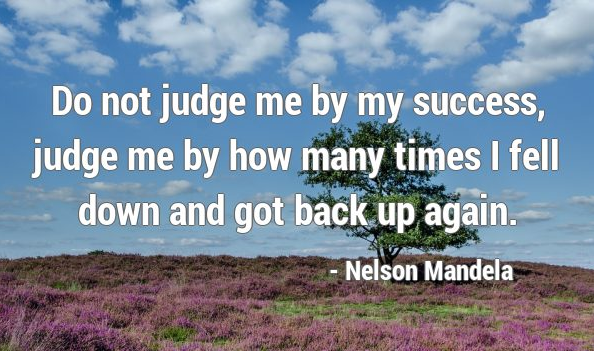 Do not judge me by my success,
judge me by how many times I fell
down and got back up again.
- Nelson Mandela